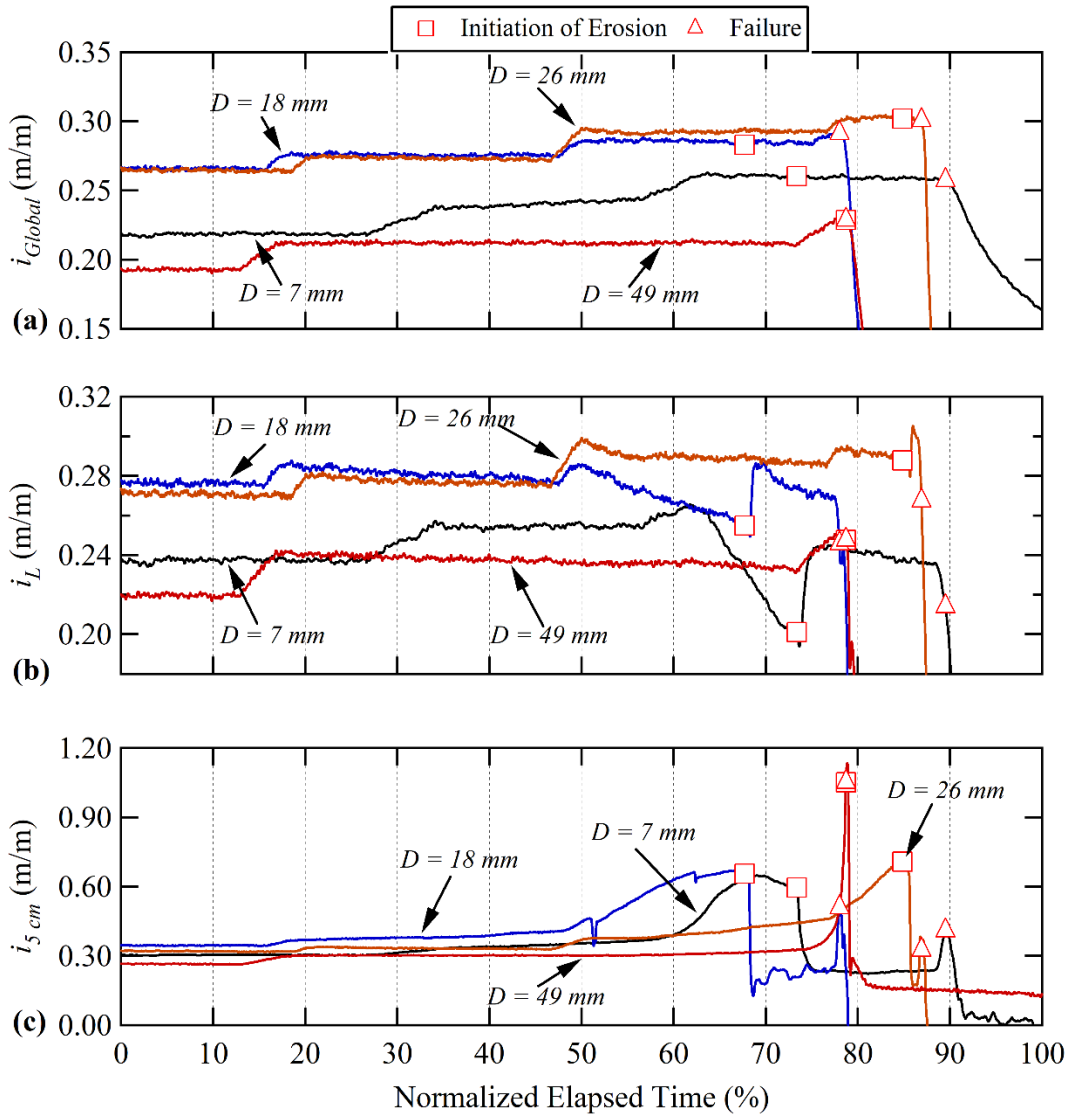 Initiation of Erosion Failure
0.35
0.30
0.25
0.20
0.15
i Global (m/m)
(a)
D = 18 mm
D = 26 mm
D = 7 mm
D = 49 mm
0.32
0.28
0.24
0.20
i L (m/m)
(b)
D = 18 mm
D = 26 mm
D = 7 mm
D = 49 mm
1.20
0.90
0.60
0.30
0.00
i 5 cm (m/m)
(c)
D = 26 mm
D = 7 mm
D = 18 mm
D = 49 mm
0 10 20 30 40 50 60 70 80 90 100
Normalized Elapsed Time (%)